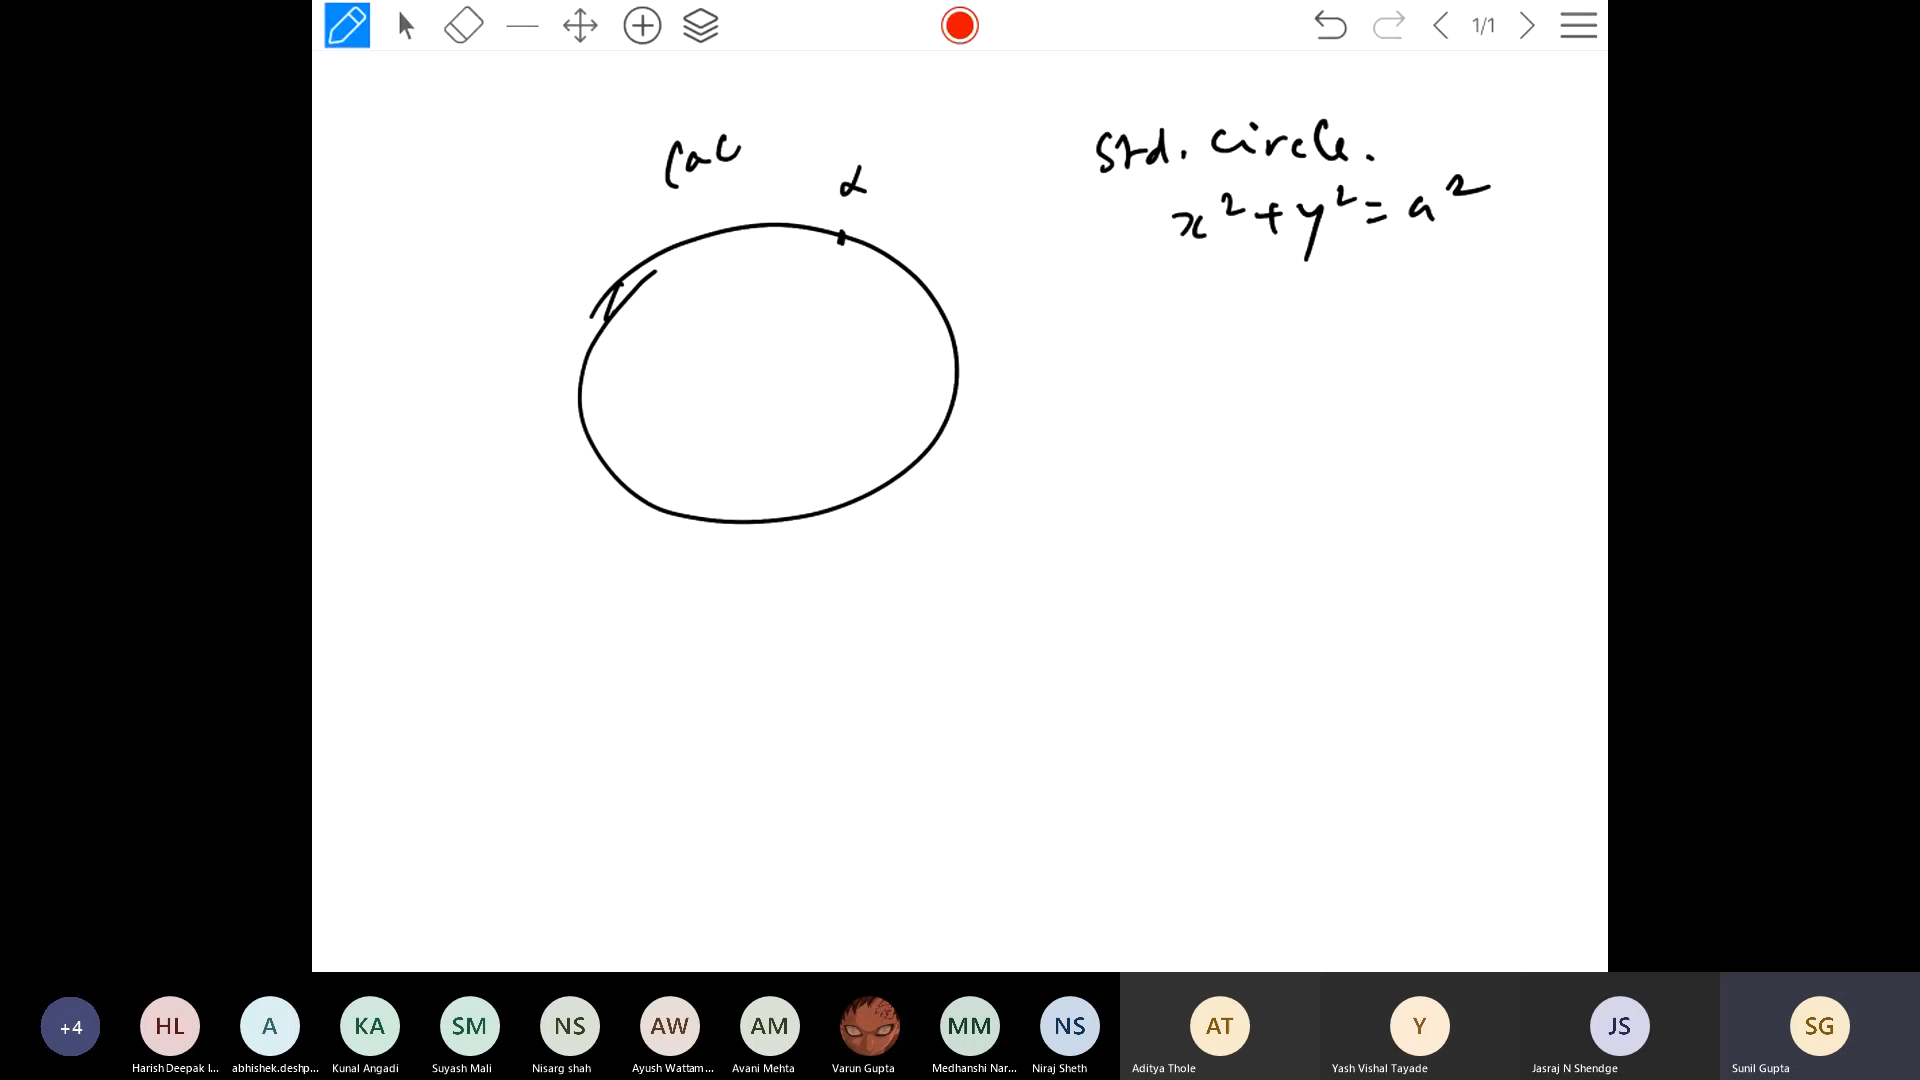 1/1
Std. circle.
α
x²+y²=a²
+4
HL
A
KA
SM
NS
AW
AM
MM
NS
AT
Y
JS
SG
Harish Deepak I...
abhishek.deshp...
Kunal Angadi
Suyash Mali
Nisarg shah
Ayush Wattam...
Avani Mehta
Varun Gupta
Medhanshi Nar...
Niraj Sheth
Aditya Thole
Yash Vishal Tayade
Jasraj N Shendge
Sunil Gupta